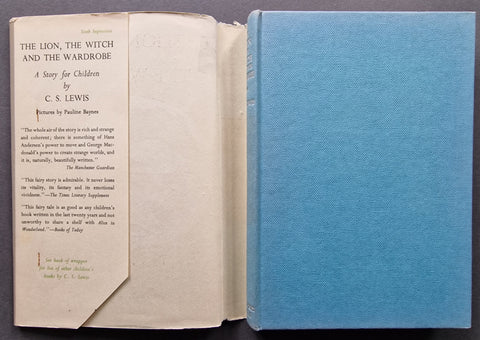 Sixth Impression
THE LION, THE WITCH
AND THE WARDROBE
A Story for Children
by
C. S. LEWIS
Pictures by Pauline Baynes
"The whole air of the story is rich and strange
and coherent; there is something of Hans
Andersen's power to move and George Mac-
donald's power to create strange worlds, and
it is, naturally, beautifully written."
The Manchester Guardian
"This fairy story is admirable. It never loses
its vitality, its fantasy and its emotional
vividness."—The Times Literary Supplement
"This fairy tale is as good as any children's
book written in the last twenty years and not
unworthy to share a shelf with Alice in
Wonderland."—Books of Today
See back of wrapper
for list of other children's
books by C. S. Lewis